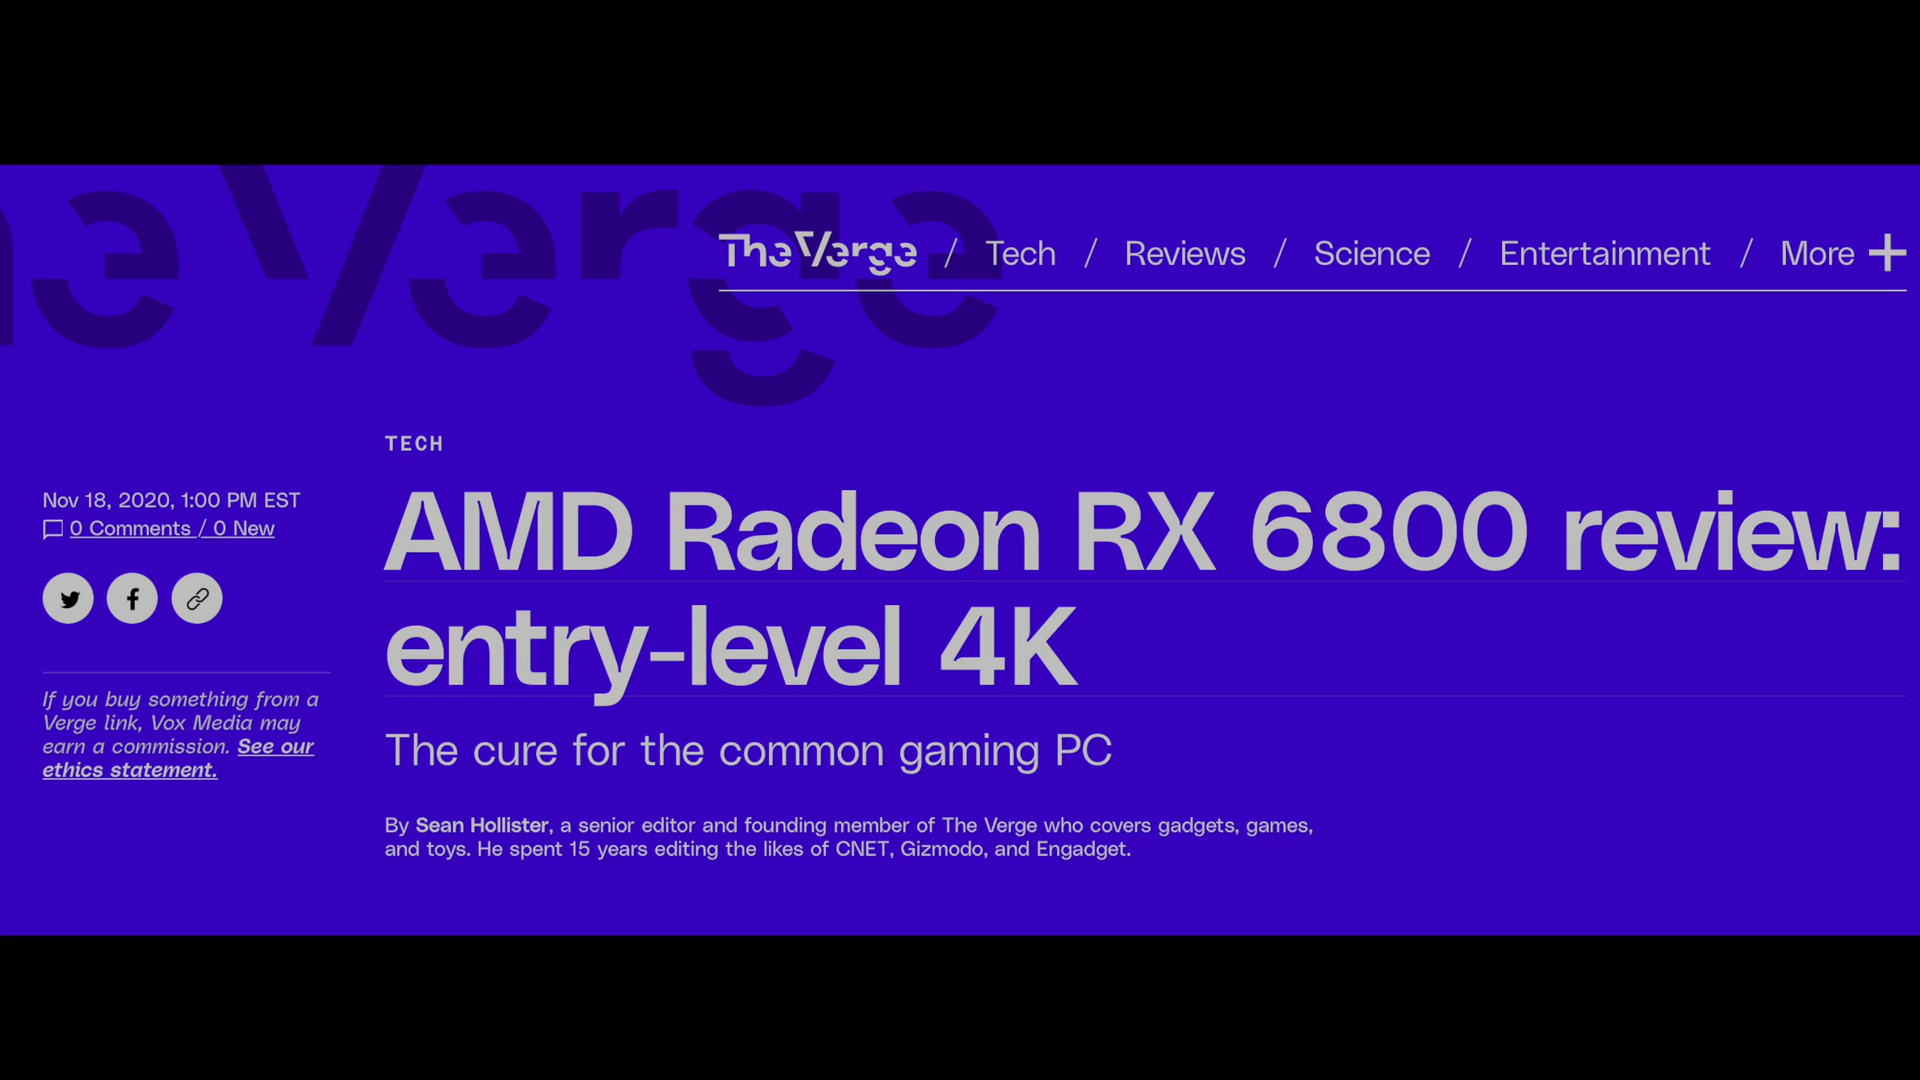 he Verge
The Verge / Tech / Reviews / Science / Entertainment / More
TECH
Nov 18, 2020, 1:00 PM EST
0 Comments / 0 New
AMD Radeon RX 6800 review:
entry-level 4K
If you buy something from a
Verge link, Vox Media may
earn a commission. See our
ethics statement.
The cure for the common gaming PC
By Sean Hollister, a senior editor and founding member of The Verge who covers gadgets, games,
and toys. He spent 15 years editing the likes of CNET, Gizmodo, and Engadget.